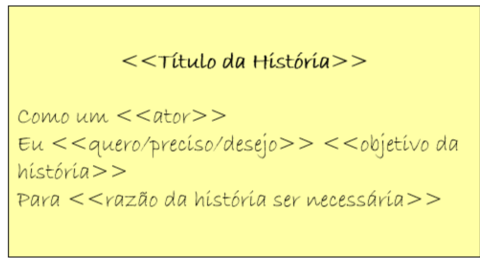 <<Título da História>>
Como um <<ator>>
Eu <<quero/preciso/desejo>> <<objetivo da
história>>
Para <<razão da história ser necessária>>